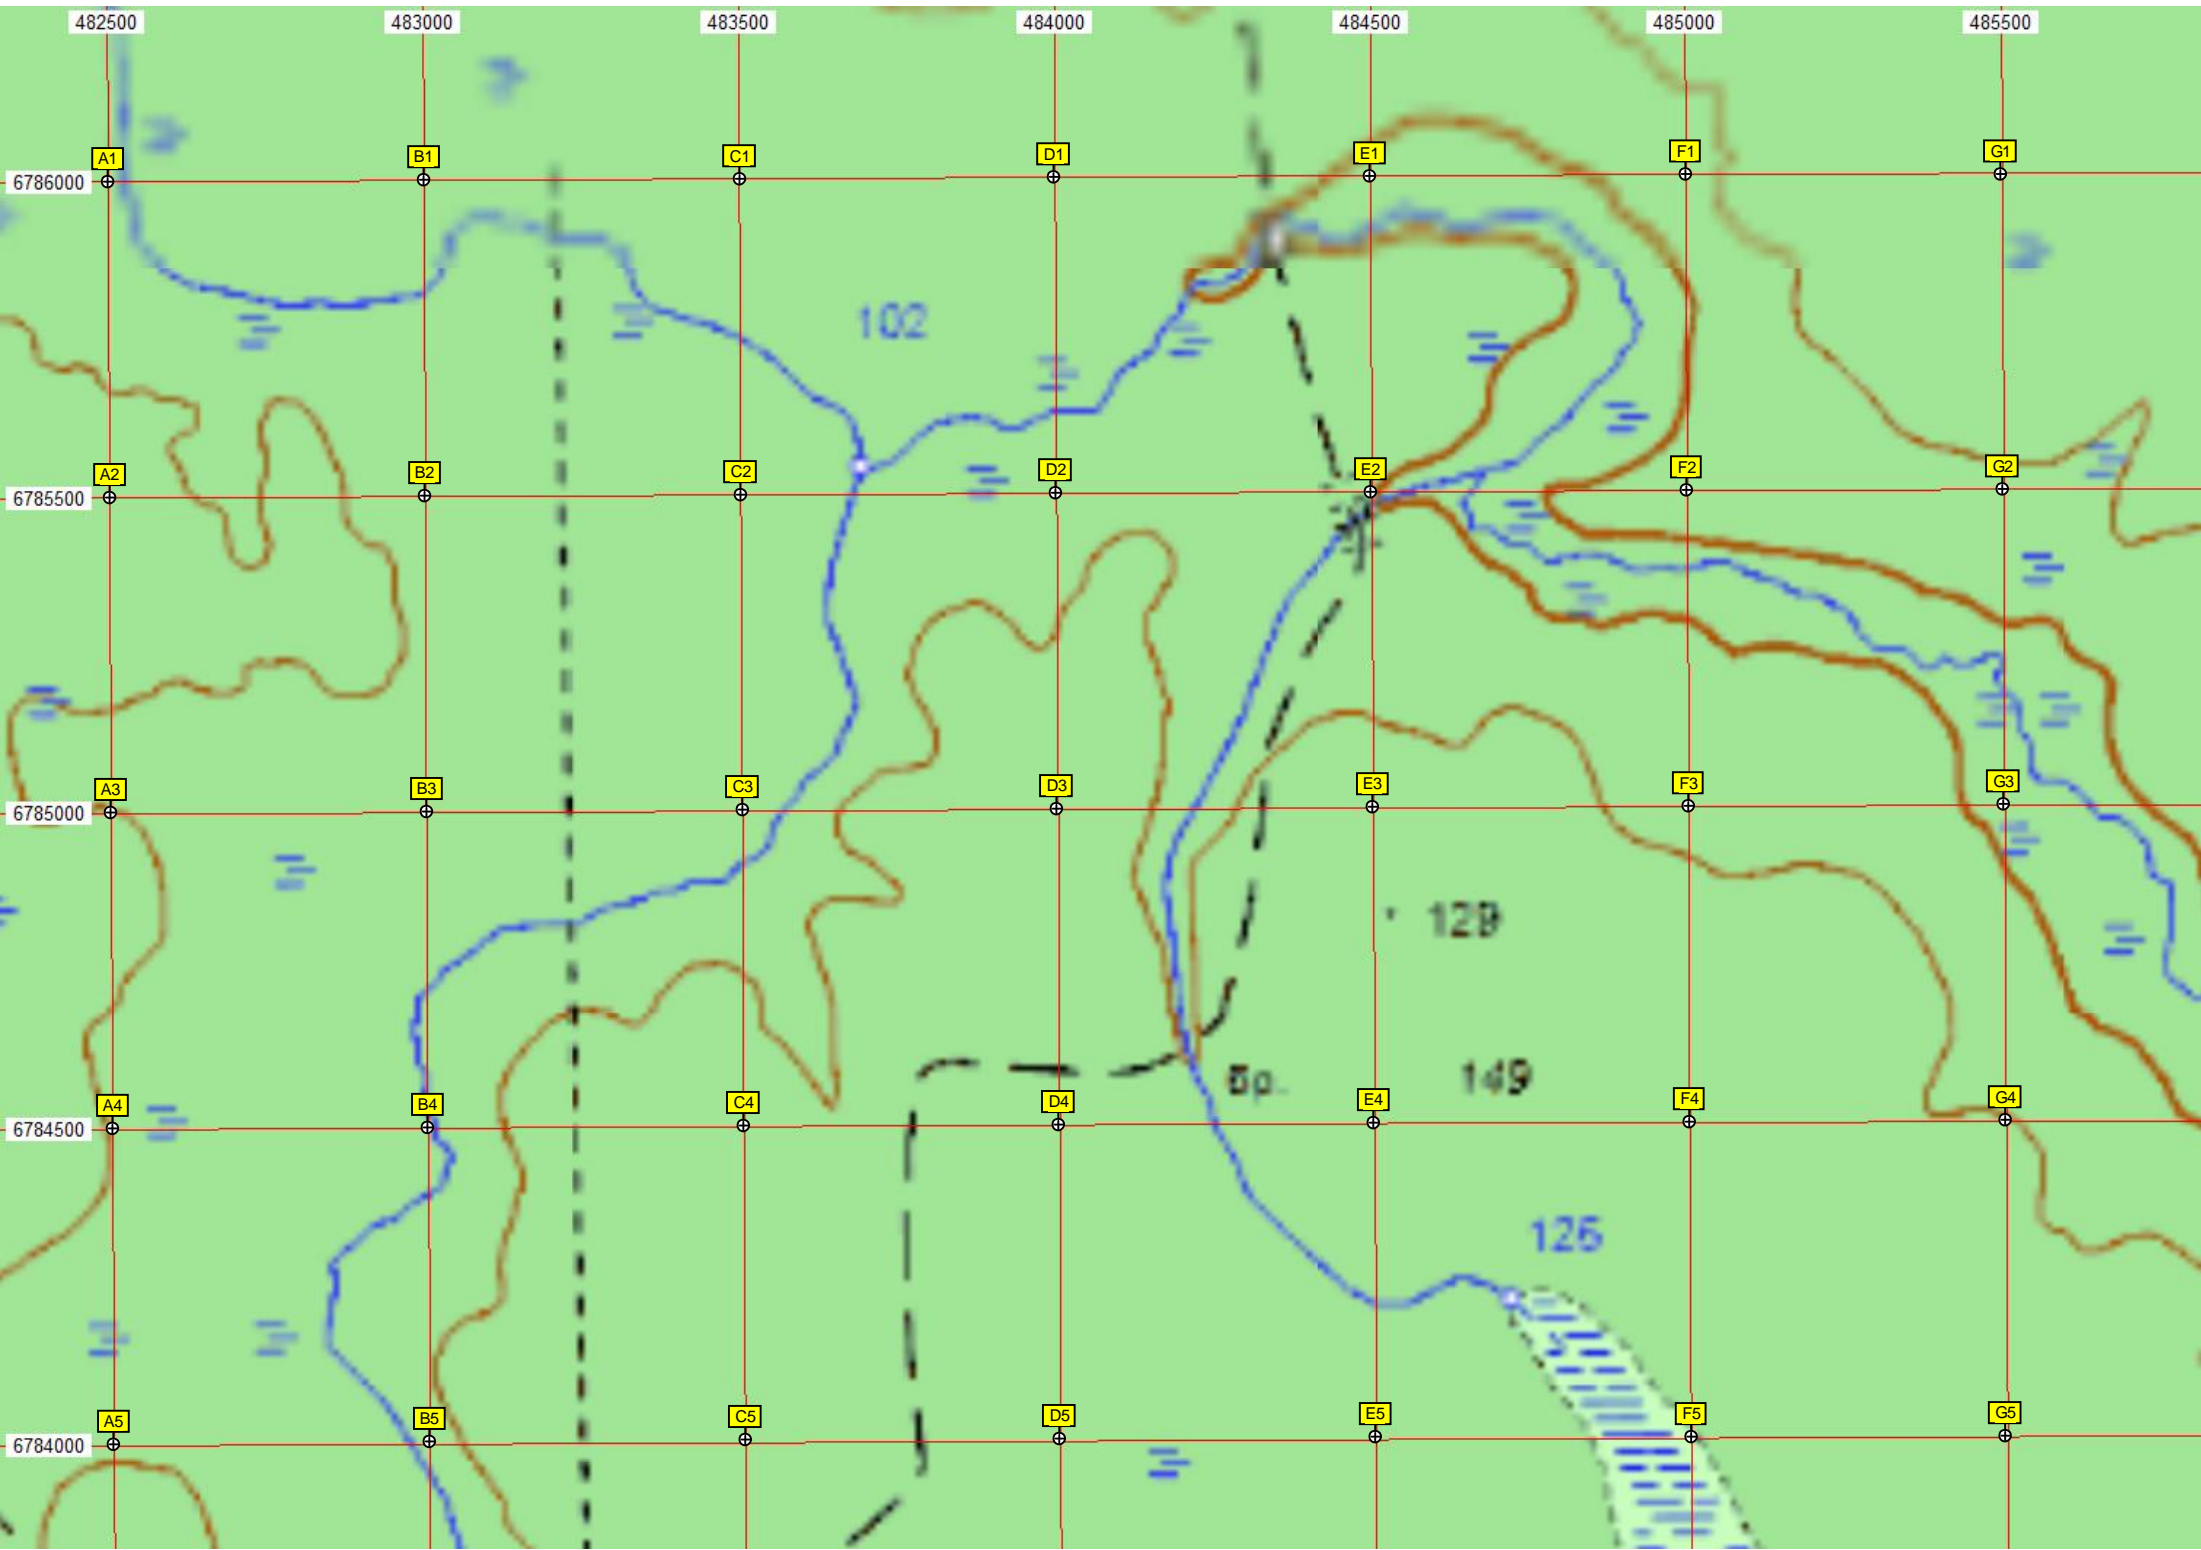 482500 483000 483500 484000 484500 485000 485500
A1 B1 C1 D1 E1 F1 G1
6786000
102
A2 B2 C2 D2 E2 F2 G2
6785500
A3 B3 C3 D3 E3 F3 G3
6785000
129
бр. 149
A4 B4 C4 D4 E4 F4 G4
6784500
125
A5 B5 C5 D5 E5 F5 G5
6784000